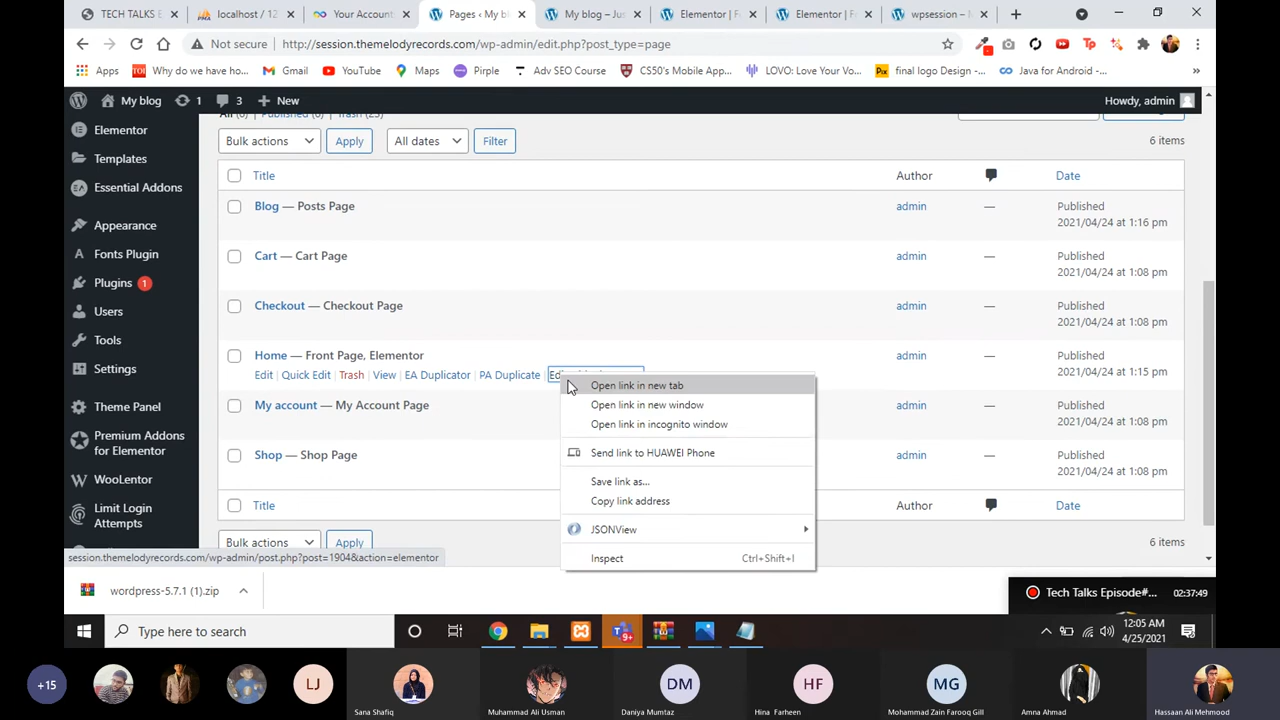 TECH TALKS E
localhost / 12
Your Account
Pages ‹ My b
My blog – Jus
Elementor | F
Elementor | F
wpsession – 
Not secure http://session.themelodyrecords.com/wp-admin/edit.php?post_type=page
Apps Why do we have ho... Gmail YouTube Maps Pirple Adv SEO Course CS50's Mobile App... LOVO: Love Your Vo... final logo Design -... Java for Android -...
My blog 1 3 New Howdy, admin
Elementor
Templates
Essential Addons
Appearance
Fonts Plugin
Plugins 1
Users
Tools
Settings
Theme Panel
Premium Addons
for Elementor
WooLentor
Limit Login
Attempts
Bulk actions Apply All dates Filter 6 items
Title Author Date
Blog — Posts Page admin — Published
2021/04/24 at 1:16 pm
Cart — Cart Page admin — Published
2021/04/24 at 1:08 pm
Checkout — Checkout Page admin — Published
2021/04/24 at 1:08 pm
Home — Front Page, Elementor admin — Published
2021/04/24 at 1:15 pm
Edit | Quick Edit | Trash | View | EA Duplicator | PA Duplicate |
My account — My Account Page admin — Published
2021/04/24 at 1:08 pm
Shop — Shop Page admin — Published
2021/04/24 at 1:08 pm
Title Author Date
Bulk actions Apply 6 items
Open link in new tab
Open link in new window
Open link in incognito window
Send link to HUAWEI Phone
Save link as...
Copy link address
JSONView
Inspect Ctrl+Shift+I
session.themelodyrecords.com/wp-admin/post.php?post=1904&action=elementor
wordpress-5.7.1 (1).zip
Tech Talks Episode#... 02:37:49
Type here to search
9+
12:05 AM
4/25/2021
+15
LJ
DM
HF
MG
Sana Shafiq
Muhammad Ali Usman
Daniya Mumtaz
Hina Farheen
Mohammad Zain Farooq Gill
Amna Ahmad
Hassaan Ali Mehmood